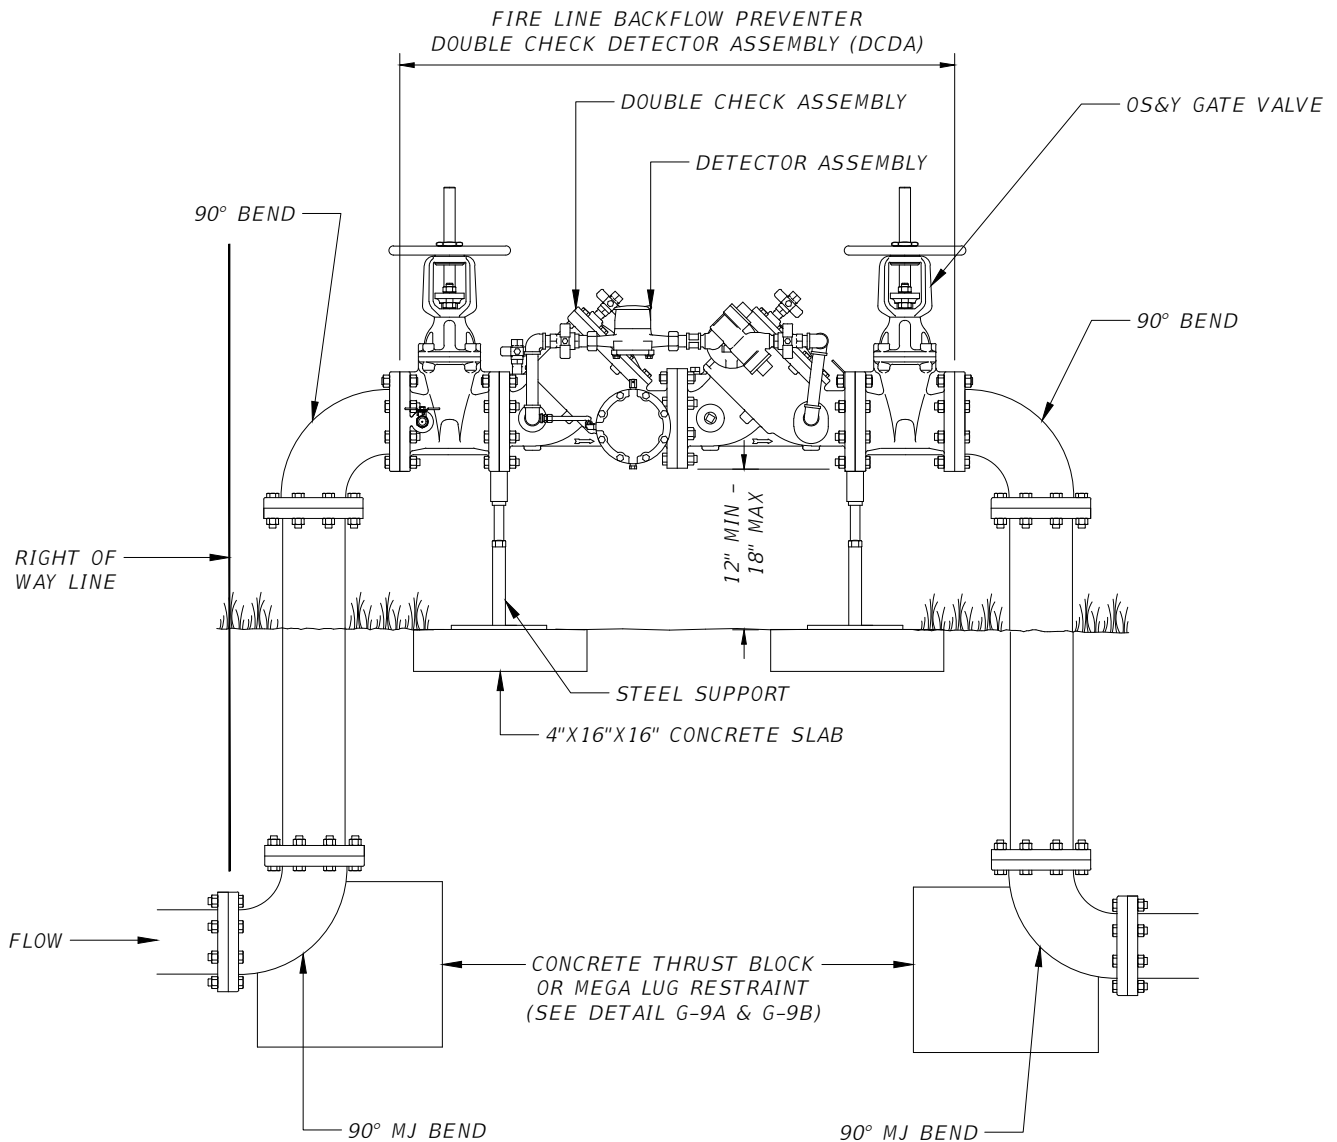 FIRE LINE BACKFLOW PREVENTER
DOUBLE CHECK DETECTOR ASSEMBLY (DCDA)
DOUBLE CHECK ASSEMBLY
OS&Y GATE VALVE
DETECTOR ASSEMBLY
90° BEND
90° BEND
12" MIN -
18" MAX
RIGHT OF
WAY LINE
STEEL SUPPORT
4"X16"X16" CONCRETE SLAB
FLOW
CONCRETE THRUST BLOCK
OR MEGA LUG RESTRAINT
(SEE DETAIL G-9A & G-9B)
90° MJ BEND
90° MJ BEND